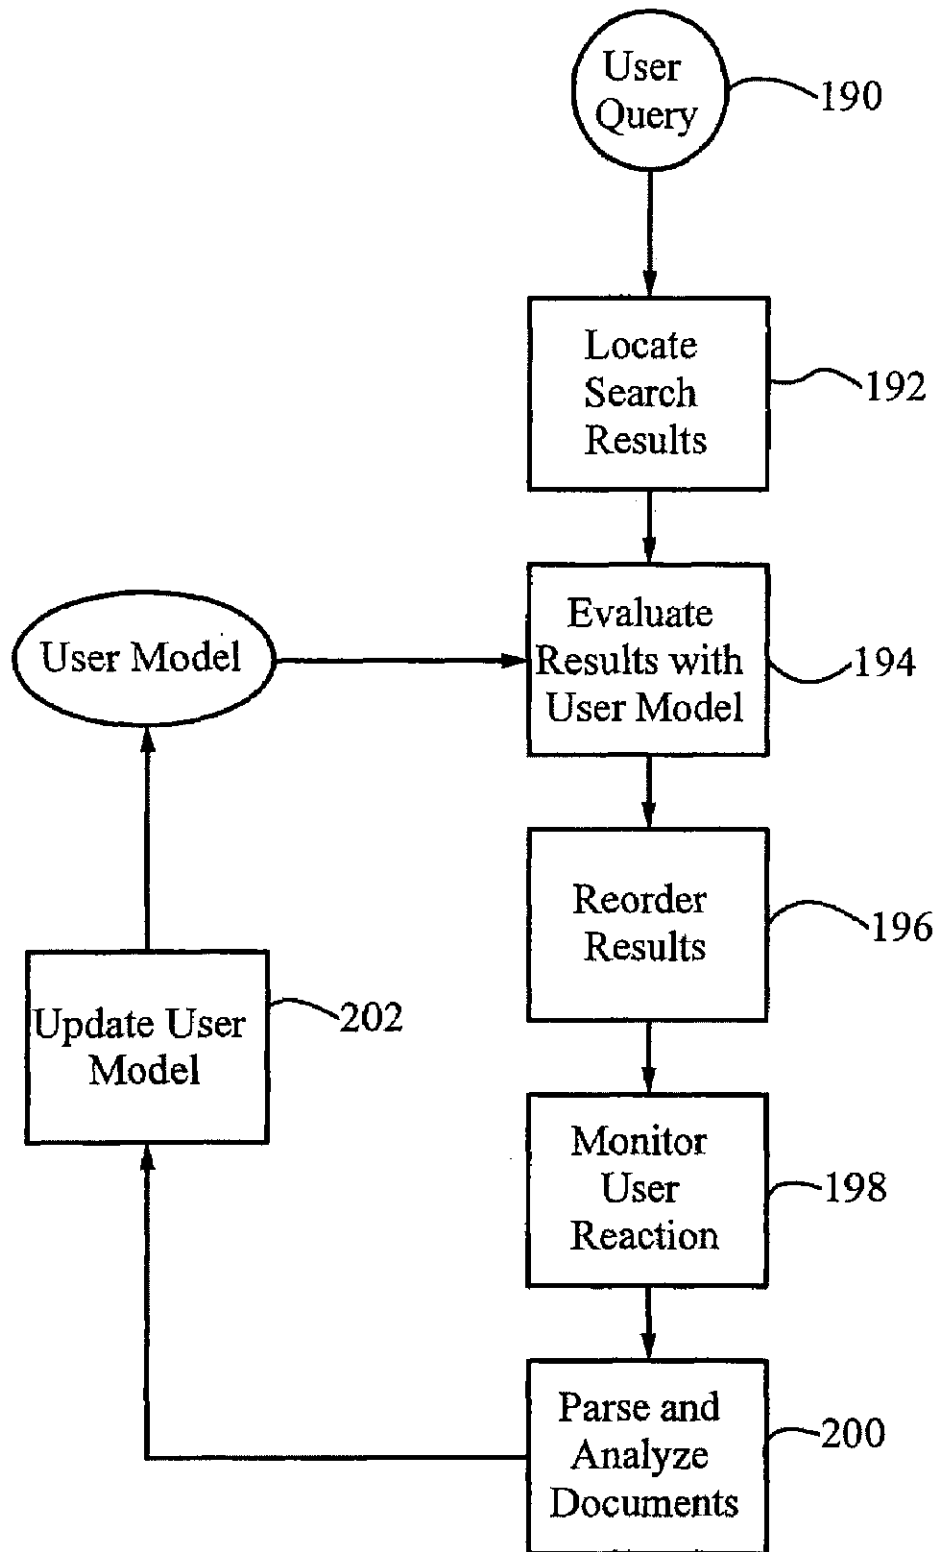 User
Query
190
Locate
Search
Results
192
Evaluate
Results with
User Model
194
User Model
Reorder
Results
196
Update User
Model
202
Monitor
User
Reaction
198
Parse and
Analyze
Documents
200